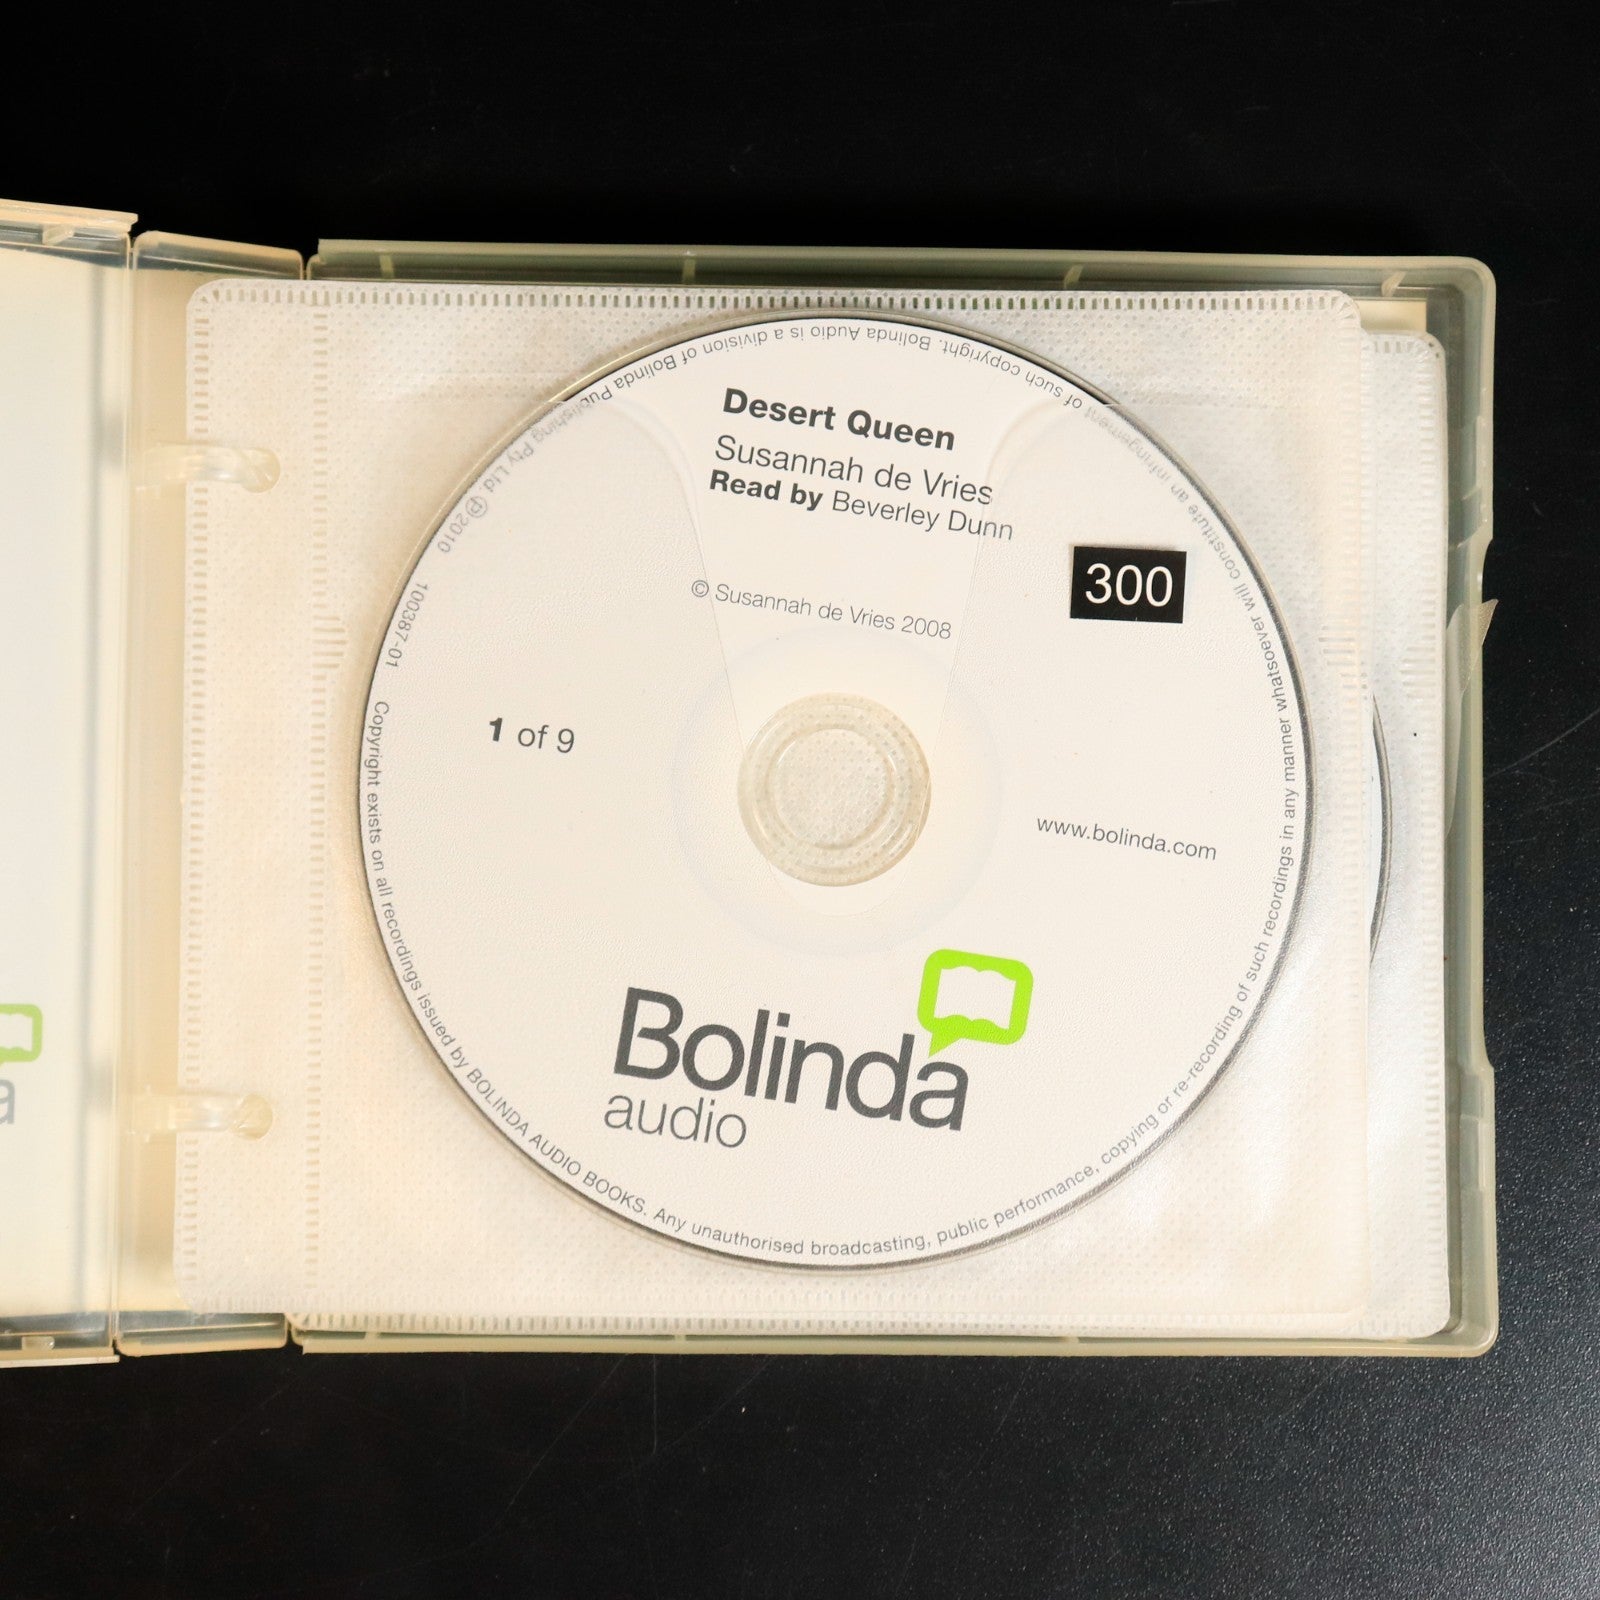 Desert Queen
Susannah de Vries
Read by Beverley Dunn
300
© Susannah de Vries 2008
1 of 9
www.bolinda.com
Bolinda
audio
100387-01
Copyright exists on all recordings issued by BOLINDA AUDIO BOOKS. Any unauthorised broadcasting, public performance, copying or re-recording of such recordings in any manner whatsoever will constitute an infringement of such copyright. Bolinda Audio is a division of Bolinda Publishing Pty Ltd. ℗ 2010
a